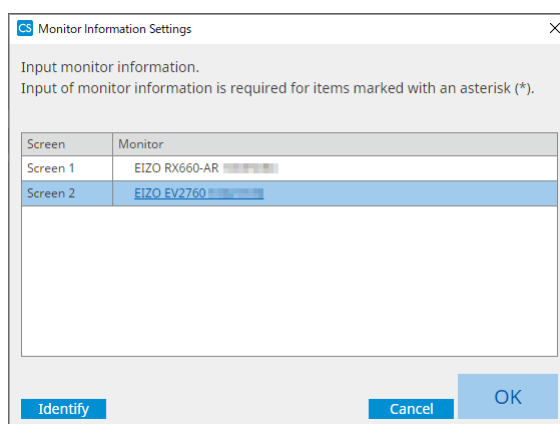 CS Monitor Information Settings
Input monitor information.
Input of monitor information is required for items marked with an asterisk (*).
Screen Monitor
Screen 1 EIZO RX660-AR
Screen 2 EIZO EV2760
Identify Cancel OK